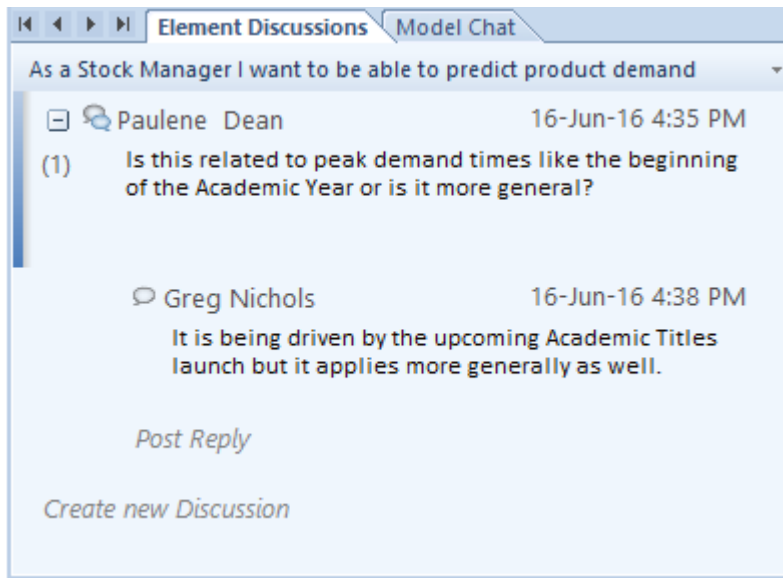 Element Discussions Model Chat
As a Stock Manager I want to be able to predict product demand
Paulene Dean 16-Jun-16 4:35 PM
(1) Is this related to peak demand times like the beginning
of the Academic Year or is it more general?
Greg Nichols 16-Jun-16 4:38 PM
It is being driven by the upcoming Academic Titles
launch but it applies more generally as well.
Post Reply
Create new Discussion